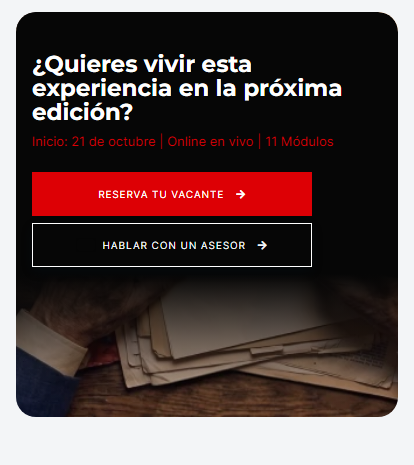 ¿Quieres vivir esta
experiencia en la próxima
edición?
Inicio: 21 de octubre | Online en vivo | 11 Módulos
RESERVA TU VACANTE →
HABLAR CON UN ASESOR →